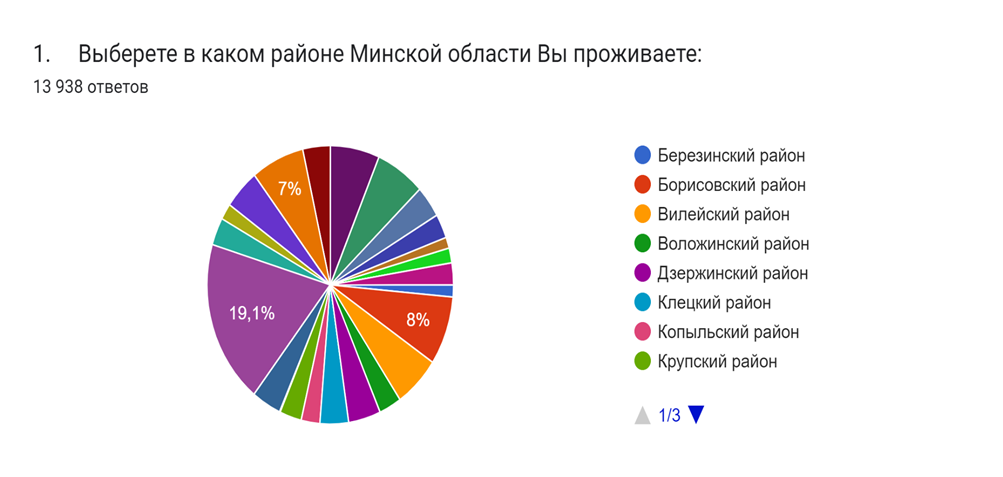 1. Выберете в каком районе Минской области Вы проживаете:
13 938 ответов
7%
19,1%
8%
Березинский район
Борисовский район
Вилейский район
Воложинский район
Дзержинский район
Клецкий район
Копыльский район
Крупский район
1/3